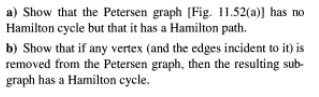 a) Show that the Petersen graph [Fig. 11.52(a)] has no
Hamilton cycle but that it has a Hamilton path.
b) Show that if any vertex (and the edges incident to it) is
removed from the Petersen graph, then the resulting sub-
graph has a Hamilton cycle.